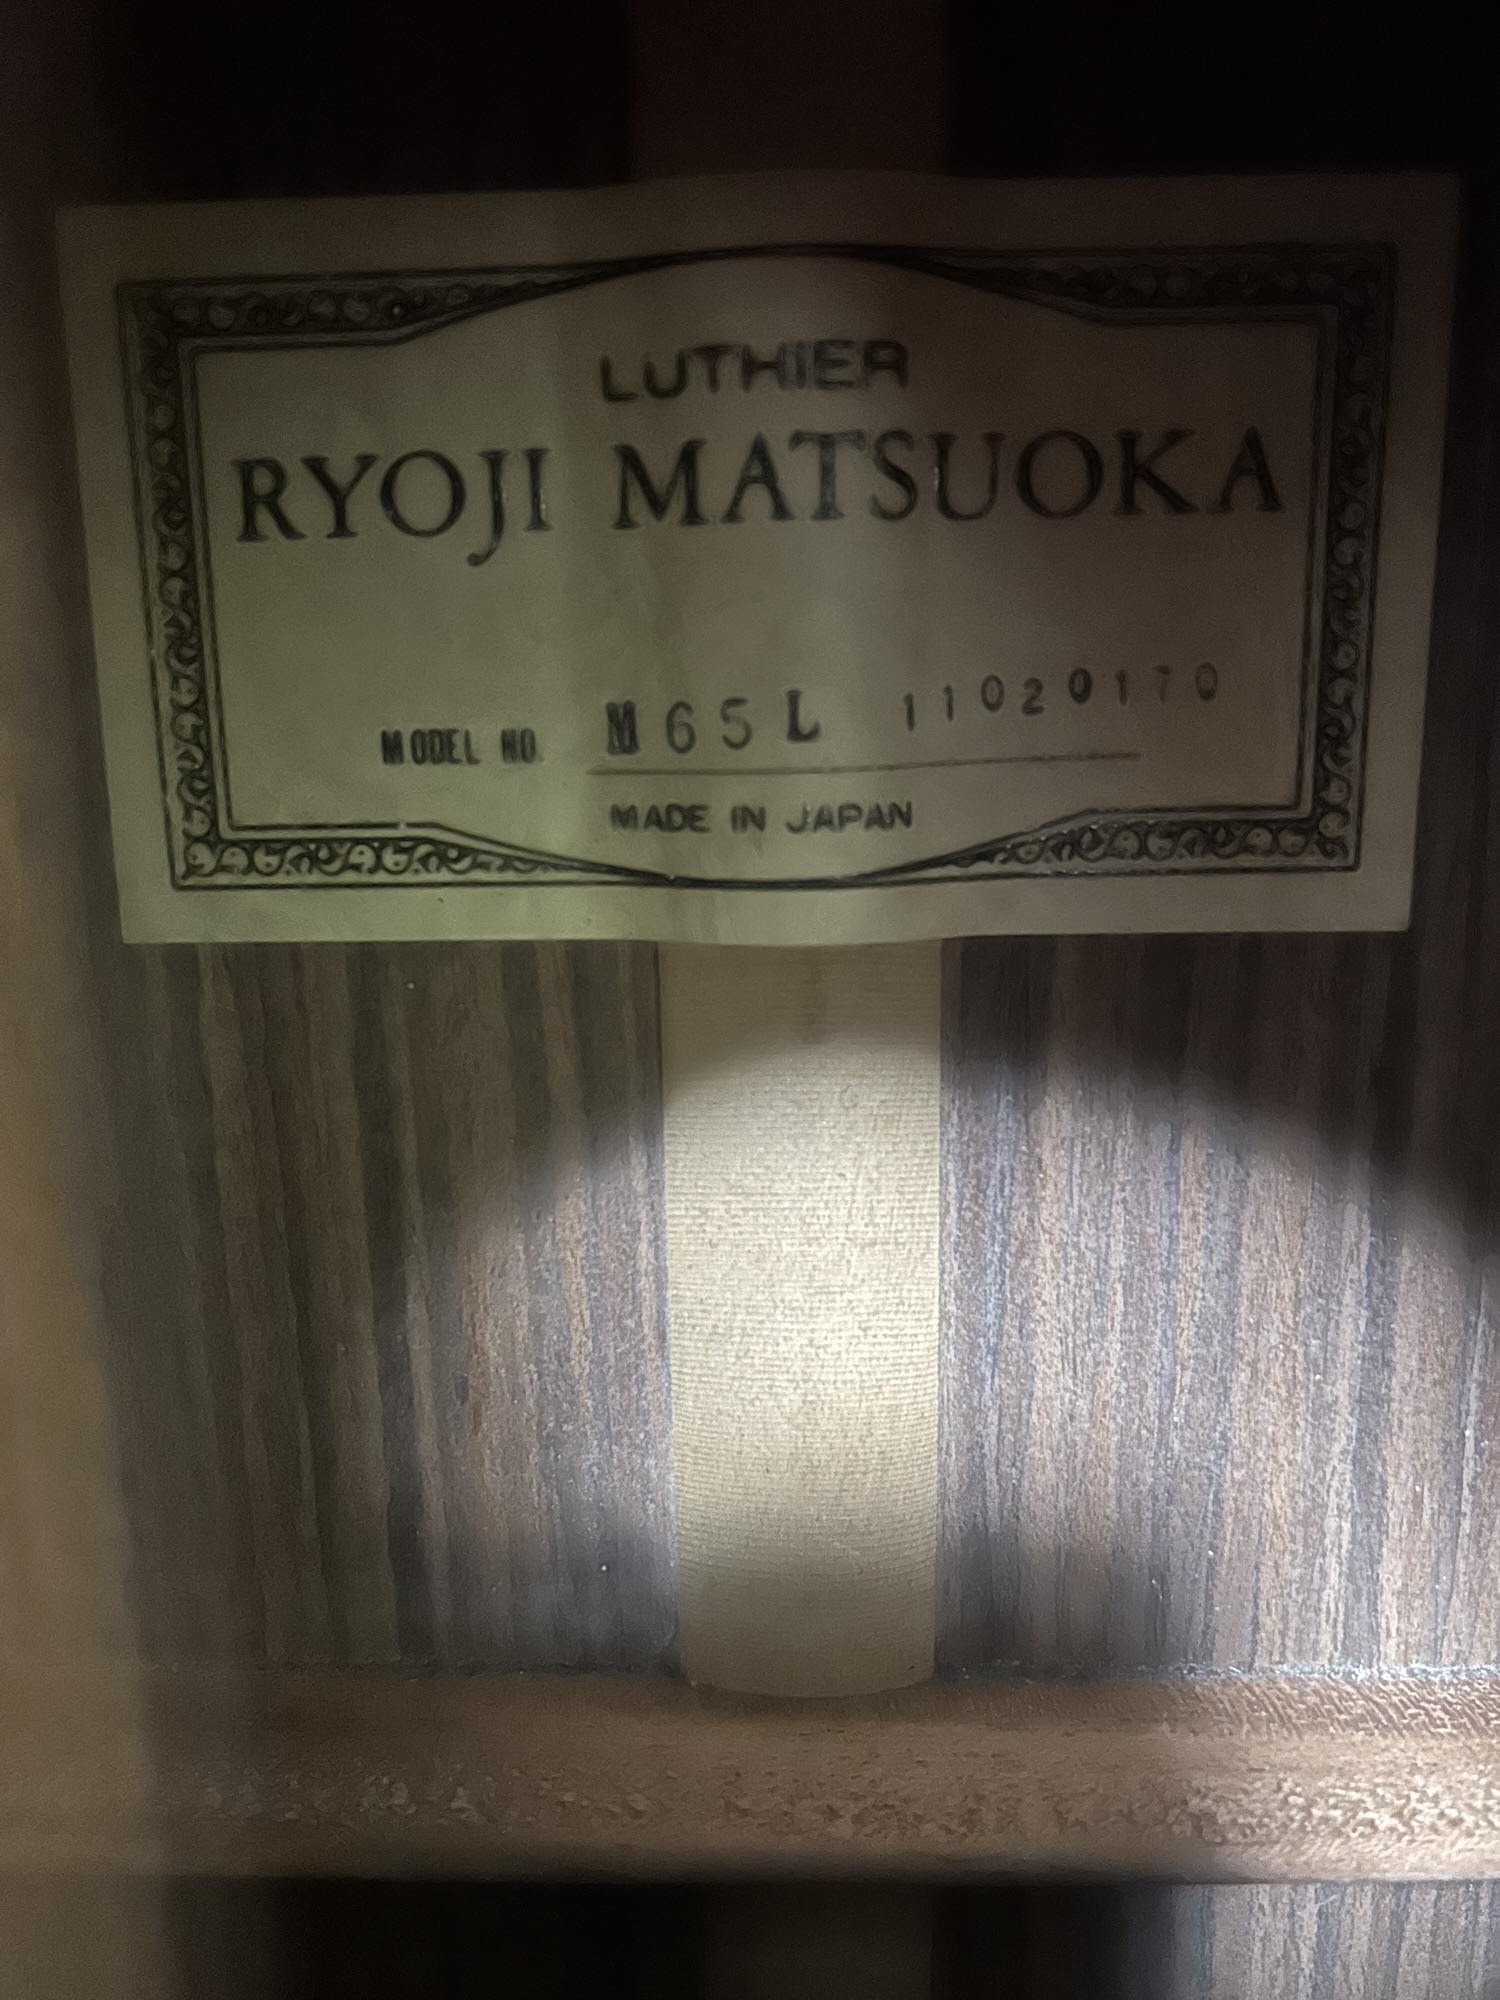 LUTHIER
RYOJI MATSUOKA
MODEL NO. M65L 11020170
MADE IN JAPAN